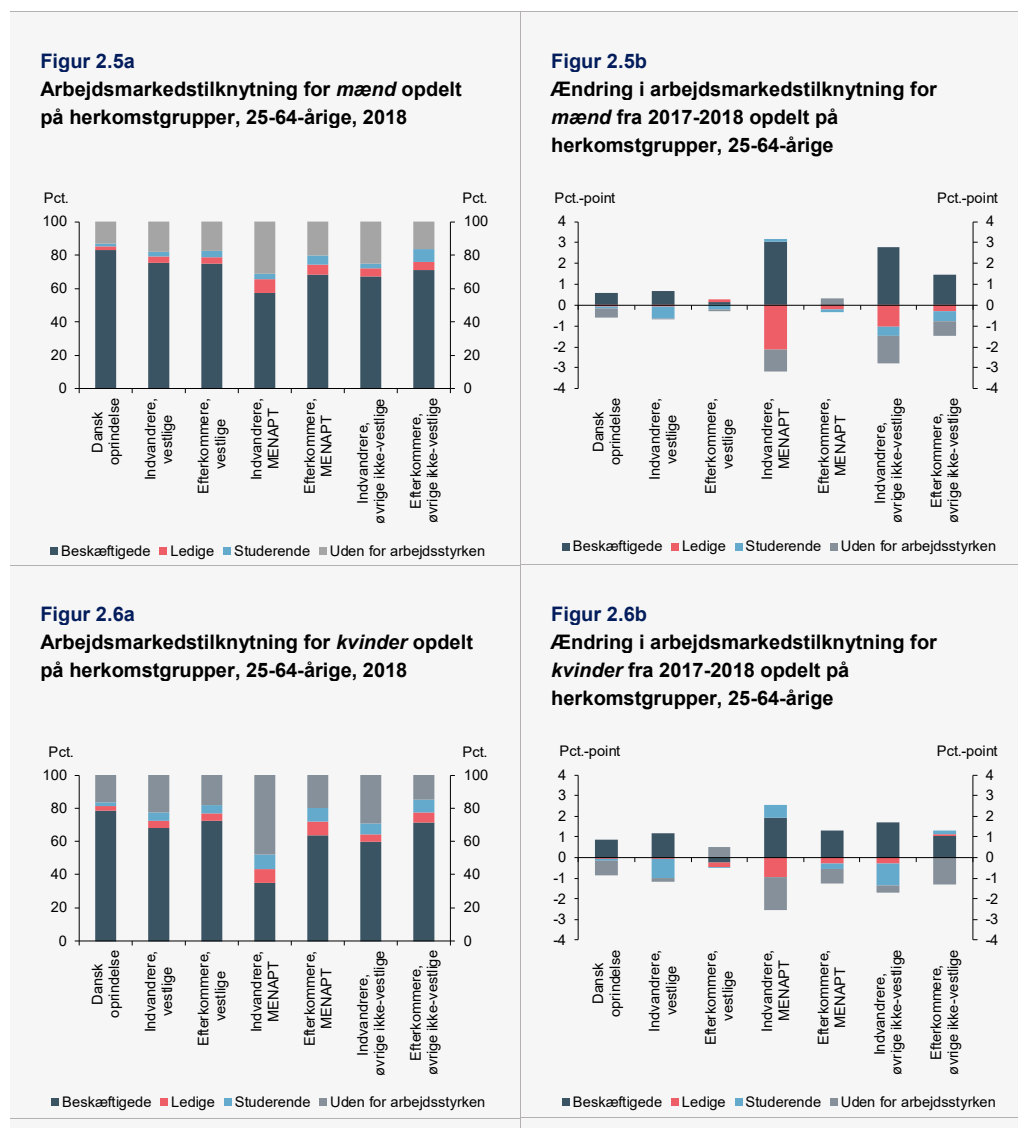 Figur 2.5a
Arbejdsmarkedstilknytning for mænd opdelt
på herkomstgrupper, 25-64-årige, 2018
Pct.
Pct.
100
80
60
40
20
0
100
80
60
40
20
0
Dansk
oprindelse
Indvandrere,
vestlige
Efterkommere,
vestlige
Indvandrere,
MENAPT
Efterkommere,
MENAPT
Indvandrere,
øvrige ikke-vestlige
Efterkommere,
øvrige ikke-vestlige
Beskæftigede Ledige Studerende Uden for arbejdsstyrken
Figur 2.5b
Ændring i arbejdsmarkedstilknytning for
mænd fra 2017-2018 opdelt på
herkomstgrupper, 25-64-årige
Pct.-point
Pct.-point
4
3
2
1
0
-1
-2
-3
-4
4
3
2
1
0
-1
-2
-3
-4
Dansk
oprindelse
Indvandrere,
vestlige
Efterkommere,
vestlige
Indvandrere,
MENAPT
Efterkommere,
MENAPT
Indvandrere,
øvrige ikke-vestlige
Efterkommere,
øvrige ikke-vestlige
Beskæftigede Ledige Studerende Uden for arbejdsstyrken
Figur 2.6a
Arbejdsmarkedstilknytning for kvinder opdelt
på herkomstgrupper, 25-64-årige, 2018
Pct.
Pct.
100
80
60
40
20
0
100
80
60
40
20
0
Dansk
oprindelse
Indvandrere,
vestlige
Efterkommere,
vestlige
Indvandrere,
MENAPT
Efterkommere,
MENAPT
Indvandrere,
øvrige ikke-vestlige
Efterkommere,
øvrige ikke-vestlige
Beskæftigede Ledige Studerende Uden for arbejdsstyrken
Figur 2.6b
Ændring i arbejdsmarkedstilknytning for
kvinder fra 2017-2018 opdelt på
herkomstgrupper, 25-64-årige
Pct.-point
Pct.-point
4
3
2
1
0
-1
-2
-3
-4
4
3
2
1
0
-1
-2
-3
-4
Dansk
oprindelse
Indvandrere,
vestlige
Efterkommere,
vestlige
Indvandrere,
MENAPT
Efterkommere,
MENAPT
Indvandrere,
øvrige ikke-vestlige
Efterkommere,
øvrige ikke-vestlige
Beskæftigede Ledige Studerende Uden for arbejdsstyrken